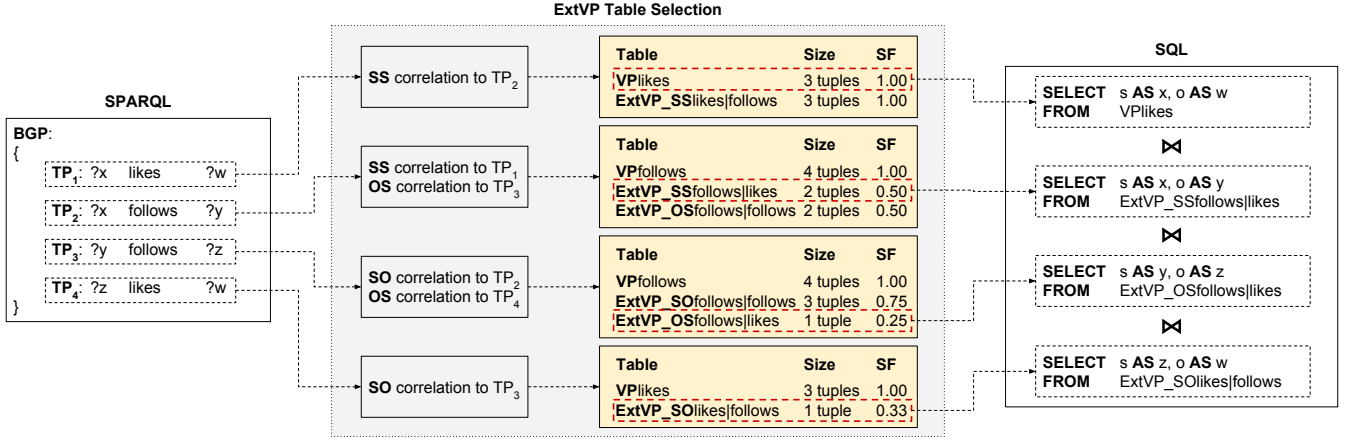 ExtVP Table Selection
SPARQL
BGP:
{
TP1: ?x likes ?w
TP2: ?x follows ?y
TP3: ?y follows ?z
TP4: ?z likes ?w
}
SS correlation to TP2
SS correlation to TP1
OS correlation to TP3
SO correlation to TP2
OS correlation to TP4
SO correlation to TP3
Table Size SF
VPlikes 3 tuples 1.00
ExtVP_SSlikes|follows 3 tuples 1.00
Table Size SF
VPfollows 4 tuples 1.00
ExtVP_SSfollows|likes 2 tuples 0.50
ExtVP_OSfollows|follows 2 tuples 0.50
Table Size SF
VPfollows 4 tuples 1.00
ExtVP_SOfollows|follows 3 tuples 0.75
ExtVP_OSfollows|likes 1 tuple 0.25
Table Size SF
VPlikes 3 tuples 1.00
ExtVP_SOlikes|follows 1 tuple 0.33
SQL
SELECT s AS x, o AS w
FROM VPlikes
⋈
SELECT s AS x, o AS y
FROM ExtVP_SSfollows|likes
⋈
SELECT s AS y, o AS z
FROM ExtVP_OSfollows|likes
⋈
SELECT s AS z, o AS w
FROM ExtVP_SOlikes|follows